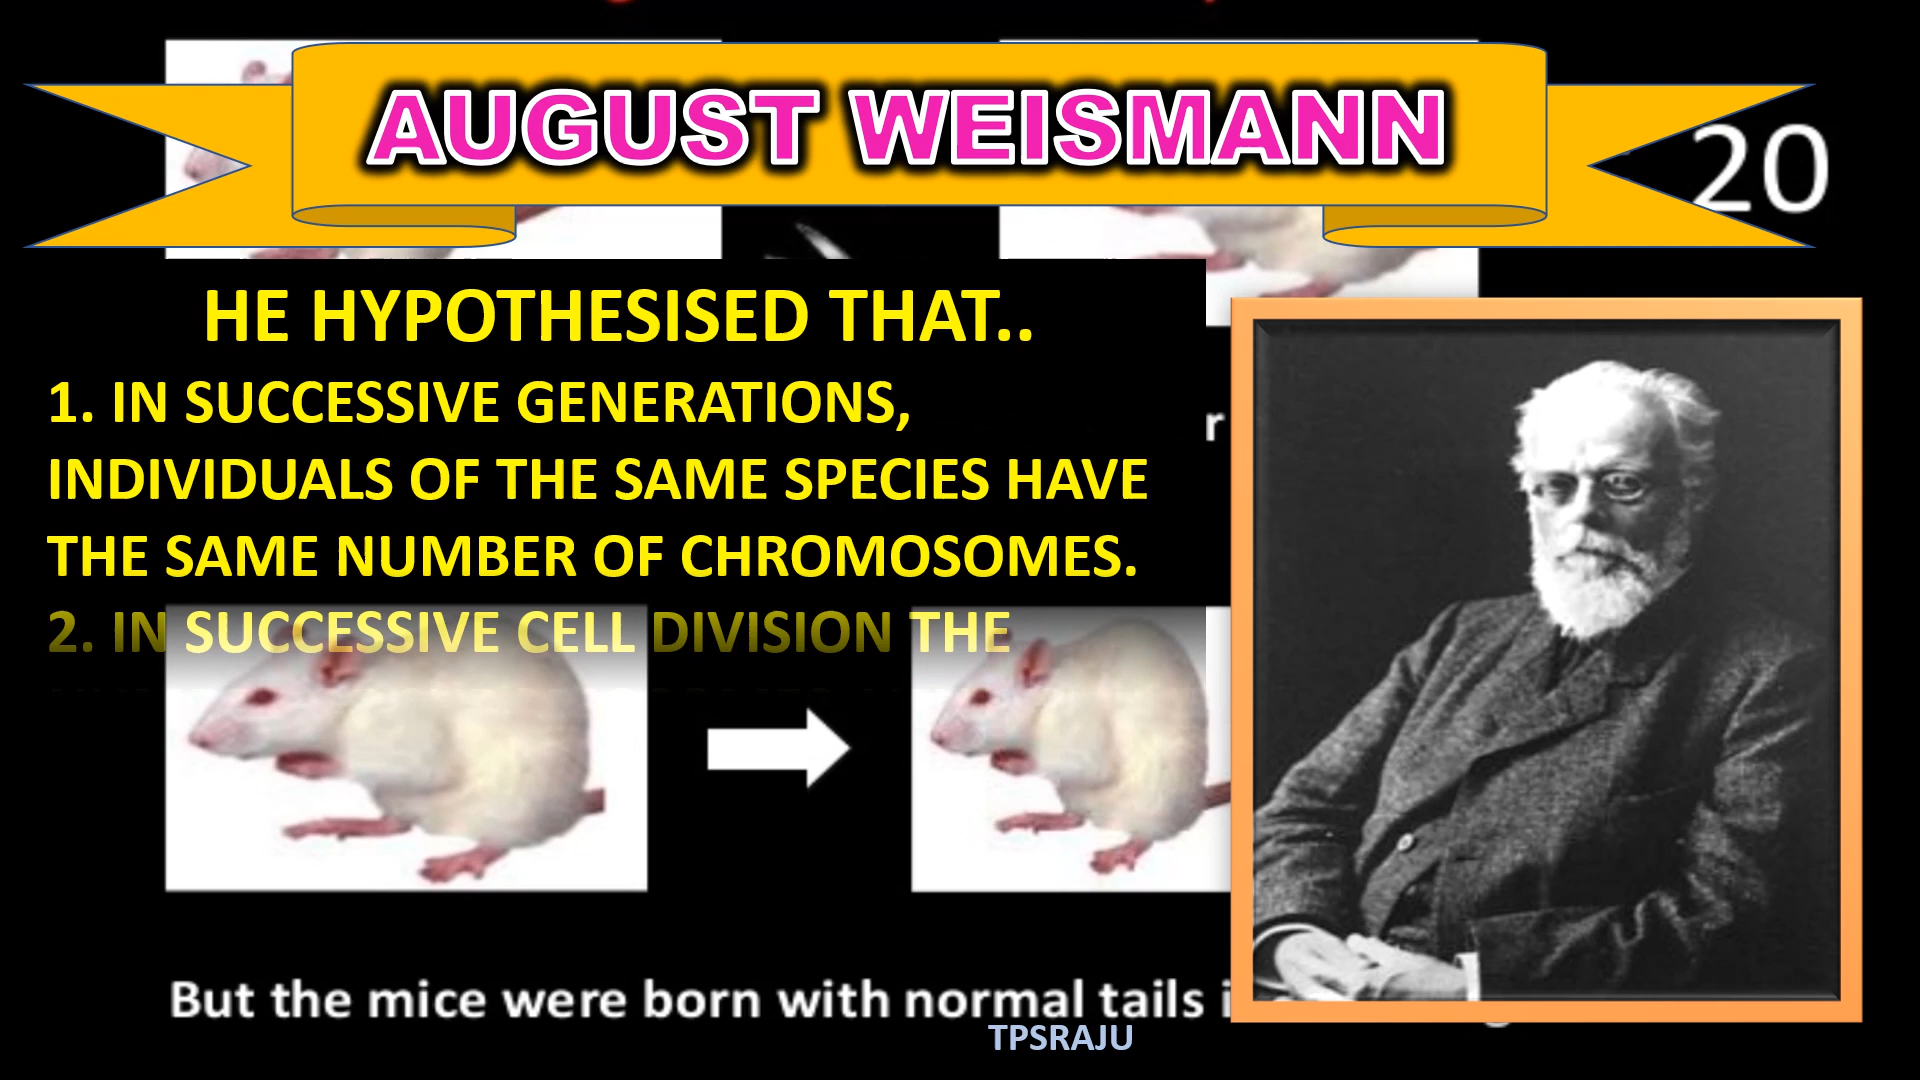 AUGUST WEISMANN
20
HE HYPOTHESISED THAT..
1. IN SUCCESSIVE GENERATIONS,
INDIVIDUALS OF THE SAME SPECIES HAVE
THE SAME NUMBER OF CHROMOSOMES.
r
2. IN SUCCESSIVE CELL DIVISION THE
But the mice were born with normal tails
TPSRAJU